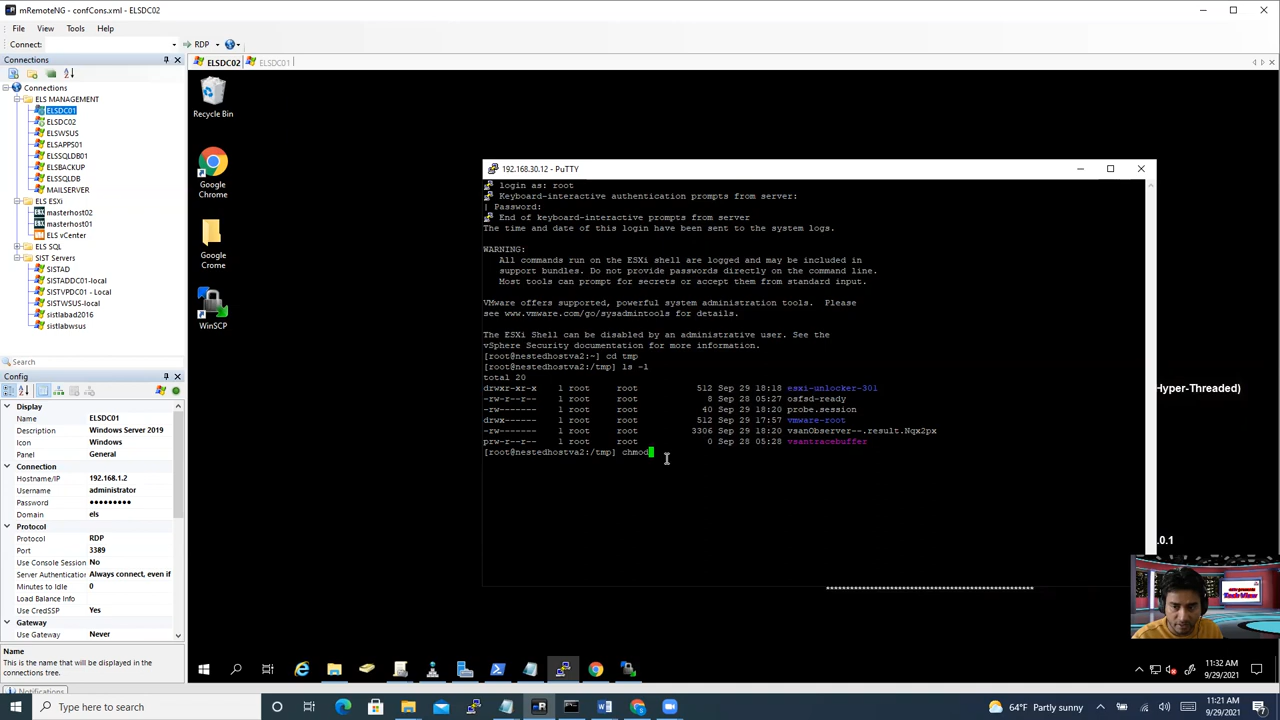 mRemoteNG - confCons.xml - ELSDC02
File View Tools Help
Connect: RDP
Connections
ELSDC02 ELSDC01
Connections
ELS MANAGEMENT
ELSDC01
ELSDC02
ELSWSUS
ELSAPPS01
ELSSQLDB01
ELSBACKUP
ELSSQLDB
MAILSERVER
ELS ESXi
masterhost02
masterhost01
ELS vCenter
ELS SQL
SIST Servers
SISTAD
SISTADDC01-local
SISTVPDC01 - Local
SISTWSUS-local
sistlabad2016
sistlabwsus
Search
Config
Display
Name ELSDC01
Description Windows Server 2019
Icon Windows
Panel General
Connection
Hostname/IP 192.168.1.2
Username administrator
Password •••••••••
Domain els
Protocol
Protocol RDP
Port 3389
Use Console Session No
Server Authentication Always connect, even if
Minutes to Idle 0
Load Balance Info
Use CredSSP Yes
Gateway
Use Gateway Never
Name
This is the name that will be displayed in the
connections tree.
Notifications
Recycle Bin
Google
Chrome
Google
Crome
WinSCP
192.168.30.12 - PuTTY
login as: root
Keyboard-interactive authentication prompts from server:
| Password:
End of keyboard-interactive prompts from server
The time and date of this login have been sent to the system logs.
WARNING:
All commands run on the ESXi shell are logged and may be included in
support bundles. Do not provide passwords directly on the command line.
Most tools can prompt for secrets or accept them from standard input.
VMware offers supported, powerful system administration tools. Please
see www.vmware.com/go/sysadmintools for details.
The ESXi Shell can be disabled by an administrative user. See the
vSphere Security documentation for more information.
[root@nestedhostva2:~] cd tmp
[root@nestedhostva2:/tmp] ls -l
total 20
drwxr-xr-x 1 root root 512 Sep 29 18:18 esxi-unlocker-301
-rw-r--r-- 1 root root 8 Sep 28 05:27 osfsd-ready
-rw------- 1 root root 40 Sep 29 18:20 probe.session
drwx------ 1 root root 512 Sep 29 17:57 vmware-root
-rw------- 1 root root 3306 Sep 29 18:20 vsanObserver--.result.Nqx2px
prw-r--r-- 1 root root 0 Sep 28 05:28 vsantracebuffer
[root@nestedhostva2:/tmp] chmod
Hyper-Threaded)
.0.1
**************************************************
Tech View
11:32 AM
9/29/2021
Type here to search
64°F Partly sunny
11:21 AM
9/29/2021